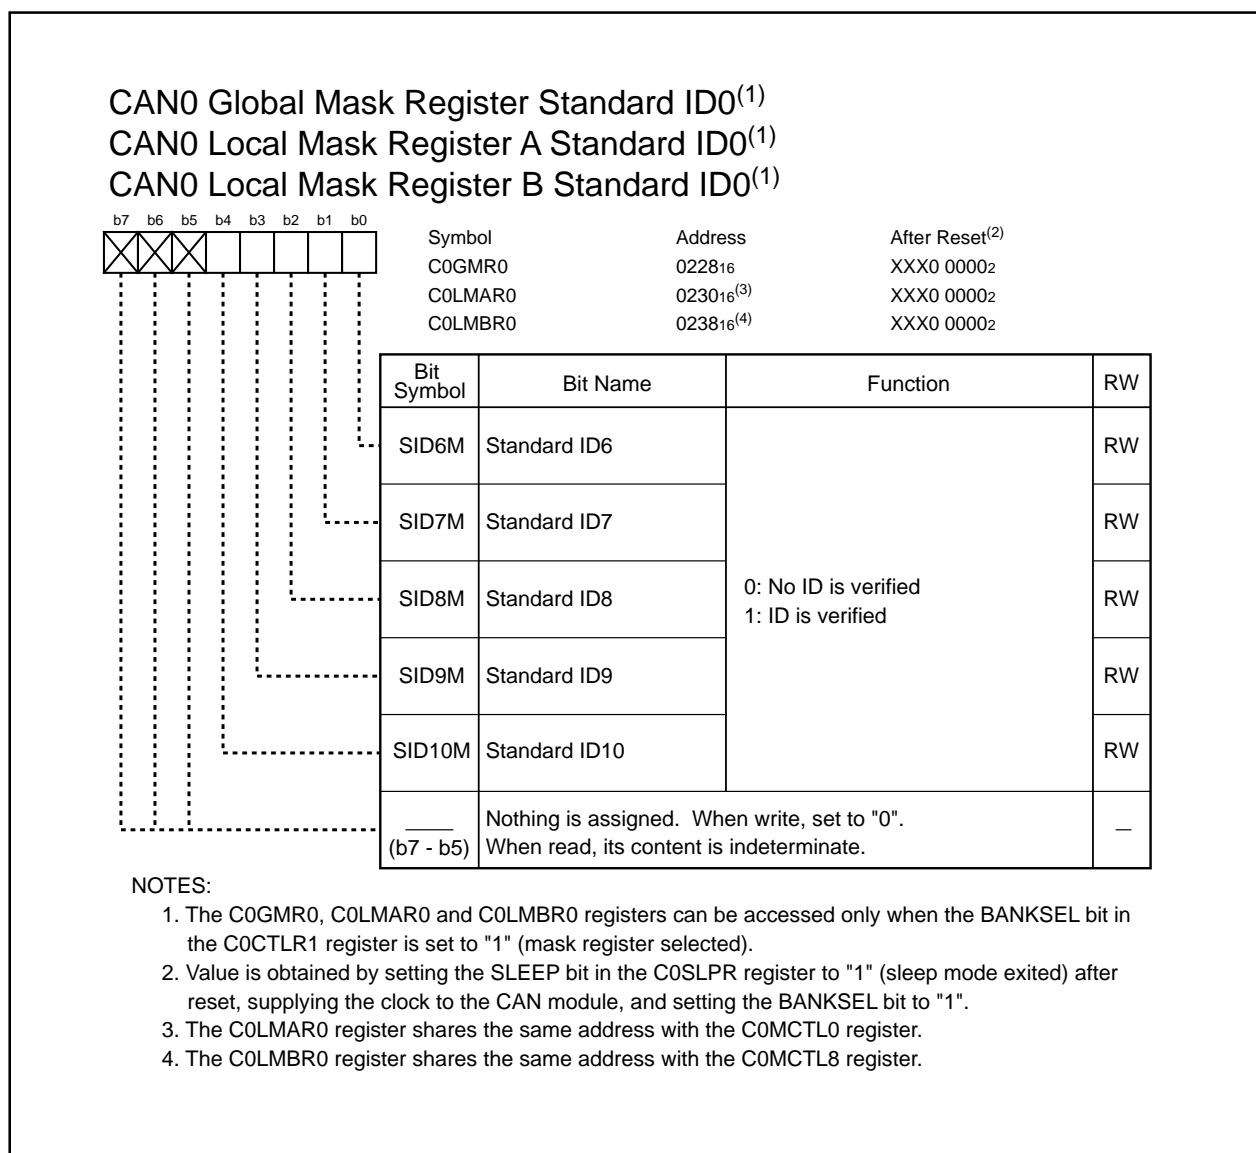 CAN0 Global Mask Register Standard ID0(1)
CAN0 Local Mask Register A Standard ID0(1)
CAN0 Local Mask Register B Standard ID0(1)
b7 b6 b5 b4 b3 b2 b1 b0
Symbol Address After Reset(2)
C0GMR0 022816 XXX0 00002
C0LMAR0 023016(3) XXX0 00002
C0LMBR0 023816(4) XXX0 00002
Bit Symbol Bit Name Function RW
SID6M Standard ID6 RW
SID7M Standard ID7 RW
SID8M Standard ID8 0: No ID is verified RW
1: ID is verified
SID9M Standard ID9 RW
SID10M Standard ID10 RW
Nothing is assigned. When write, set to "0". —
(b7 - b5) When read, its content is indeterminate.
NOTES:
1. The C0GMR0, C0LMAR0 and C0LMBR0 registers can be accessed only when the BANKSEL bit in
the C0CTLR1 register is set to "1" (mask register selected).
2. Value is obtained by setting the SLEEP bit in the C0SLPR register to "1" (sleep mode exited) after
reset, supplying the clock to the CAN module, and setting the BANKSEL bit to "1".
3. The C0LMAR0 register shares the same address with the C0MCTL0 register.
4. The C0LMBR0 register shares the same address with the C0MCTL8 register.